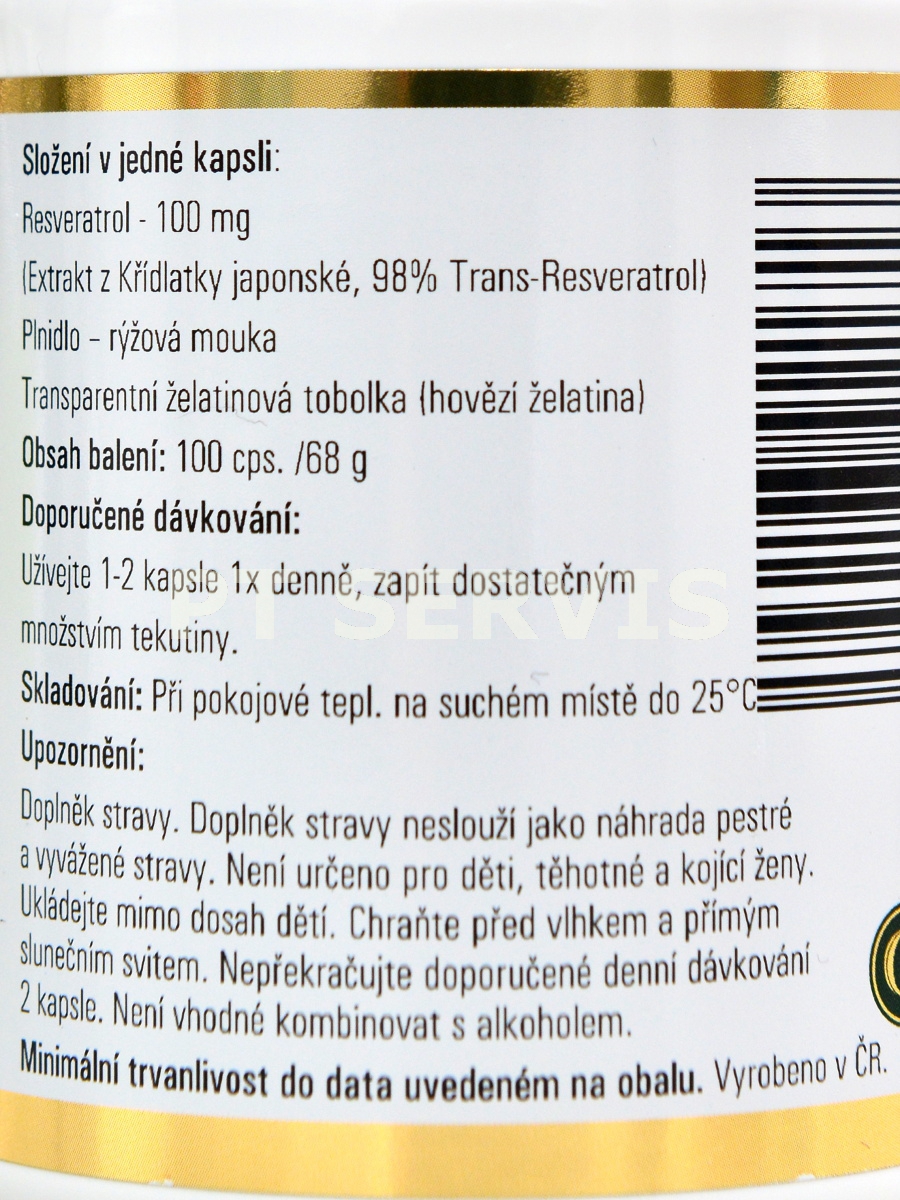 Složení v jedné kapsli:
Resveratrol - 100 mg
(Extrakt z Křídlatky japonské, 98% Trans-Resveratrol)
Plnidlo - rýžová mouka
Transparentní želatinová tobolka (hovězí želatina)
Obsah balení: 100 cps. /68 g
Doporučené dávkování:
Užívejte 1-2 kapsle 1x denně, zapít dostatečným
množstvím tekutiny.
PT SERVIS
Skladování: Při pokojové tepl. na suchém místě do 25°C
Upozornění:
Doplněk stravy. Doplněk stravy neslouží jako náhrada pestré
a vyvážené stravy. Není určeno pro děti, těhotné a kojící ženy.
Ukládejte mimo dosah dětí. Chraňte před vlhkem a přímým
slunečním svitem. Nepřekračujte doporučené denní dávkování
2 kapsle. Není vhodné kombinovat s alkoholem.
Minimální trvanlivost do data uvedeném na obalu. Vyrobeno v ČR.